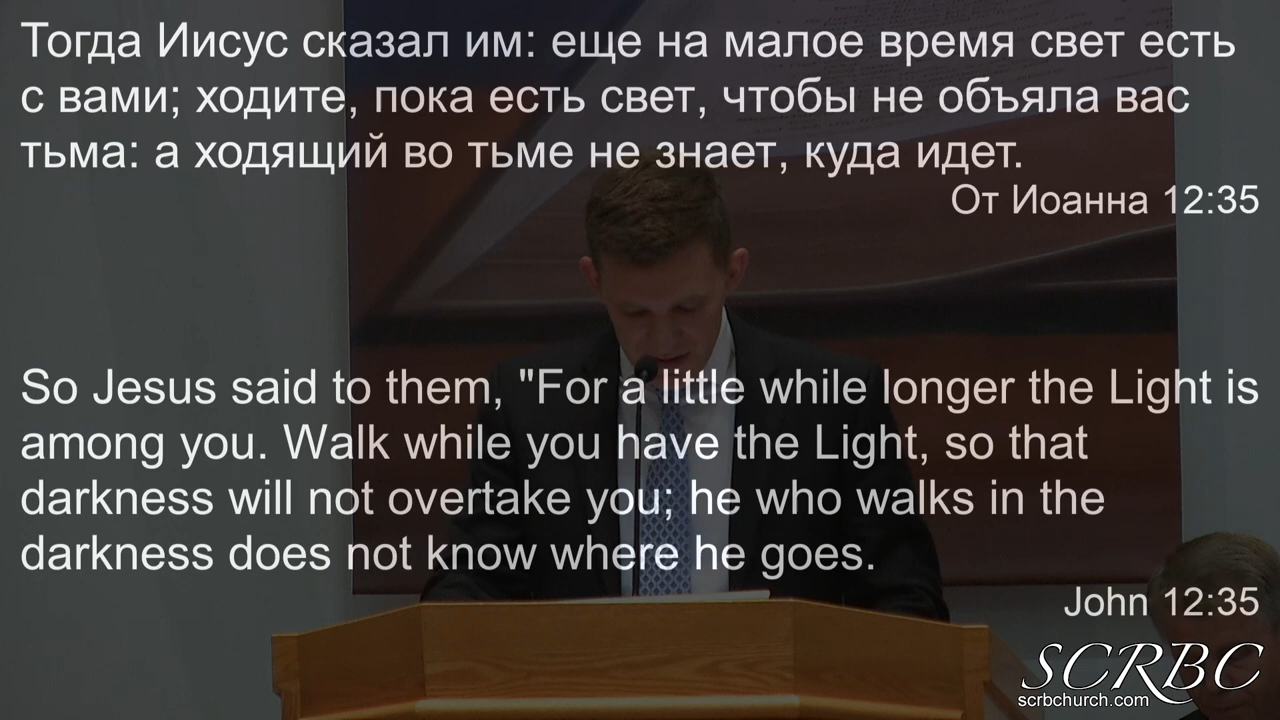 Тогда Иисус сказал им: еще на малое время свет есть
с вами; ходите, пока есть свет, чтобы не объяла вас
тьма: а ходящий во тьме не знает, куда идет.
От Иоанна 12:35
So Jesus said to them, "For a little while longer the Light is
among you. Walk while you have the Light, so that
darkness will not overtake you; he who walks in the
darkness does not know where he goes.
John 12:35
SCRBC
scrbchurch.com